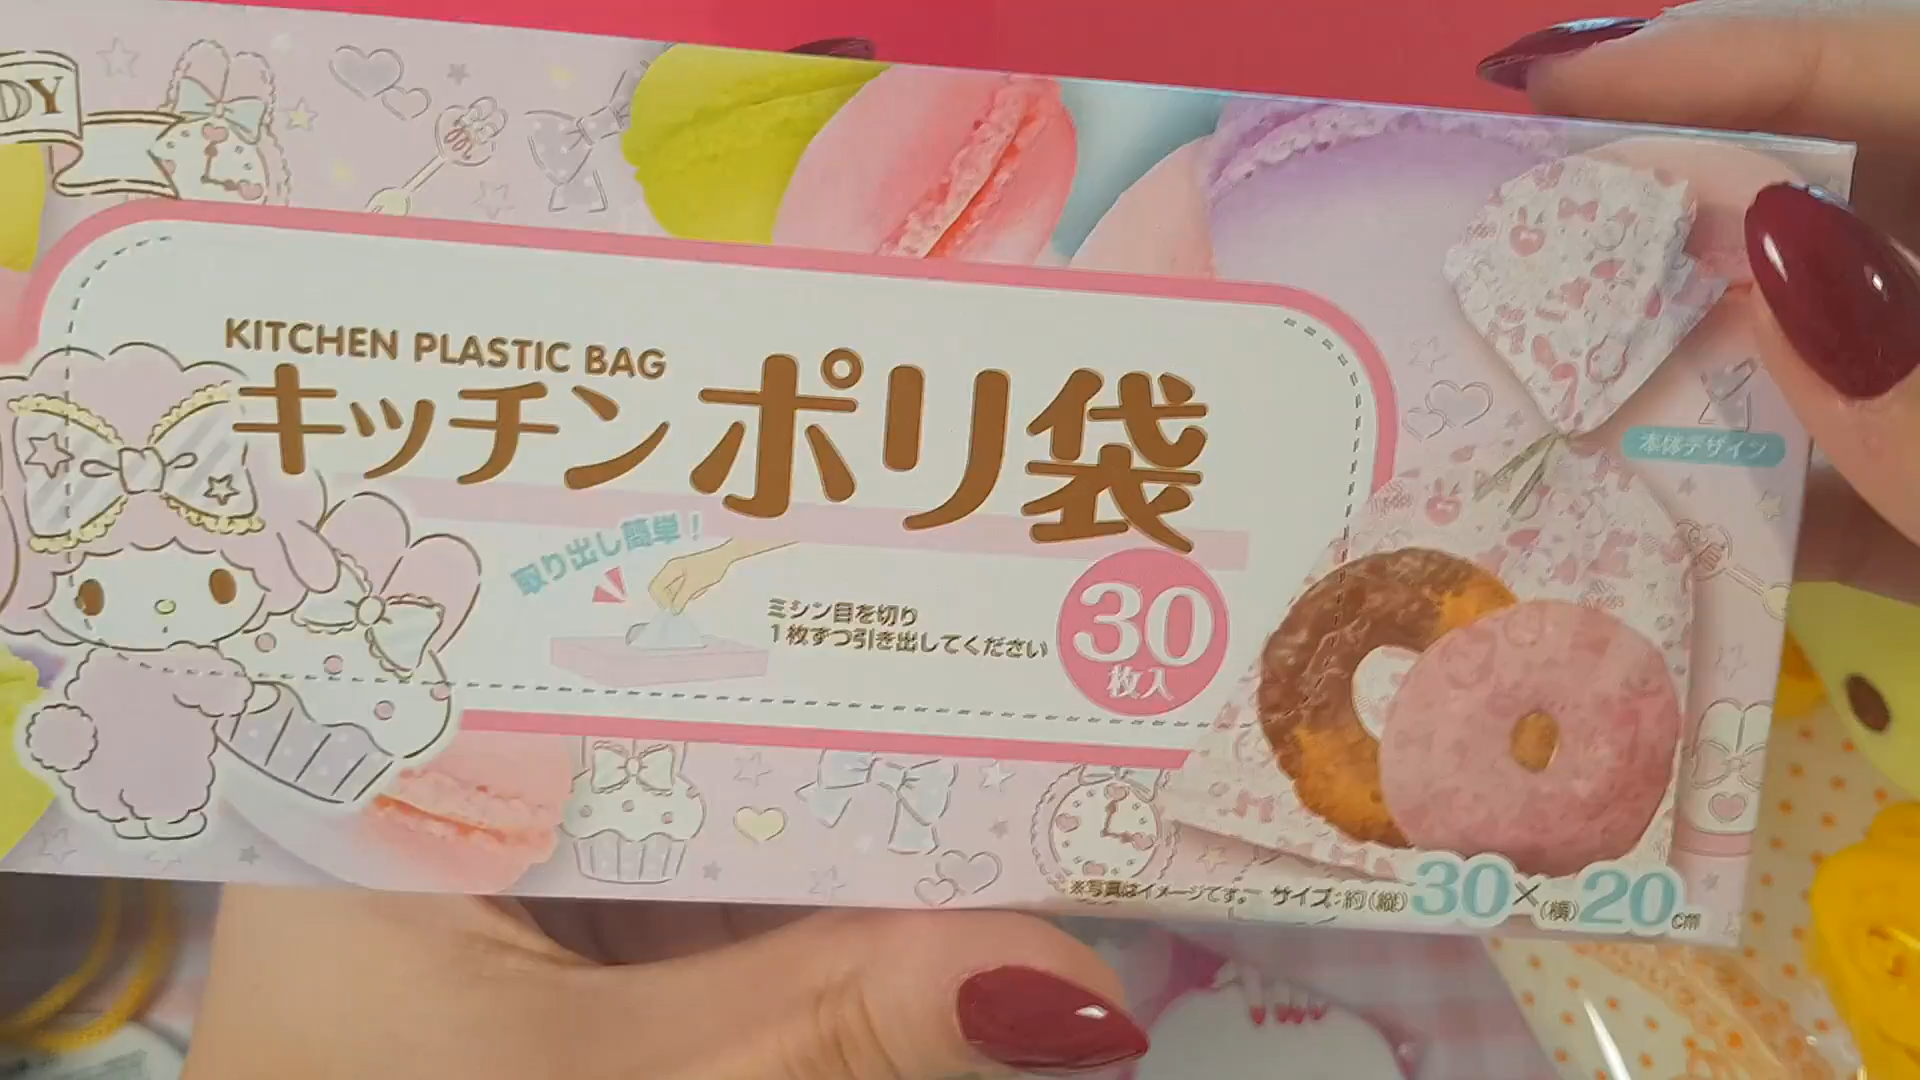 DY
KITCHEN PLASTIC BAG
キッチンポリ袋
取り出し簡単!
ミシン目を切り
1枚ずつ引き出してください
30
枚入
本体デザイン
※写真はイメージです。 サイズ:約(縦)30×(横)20cm